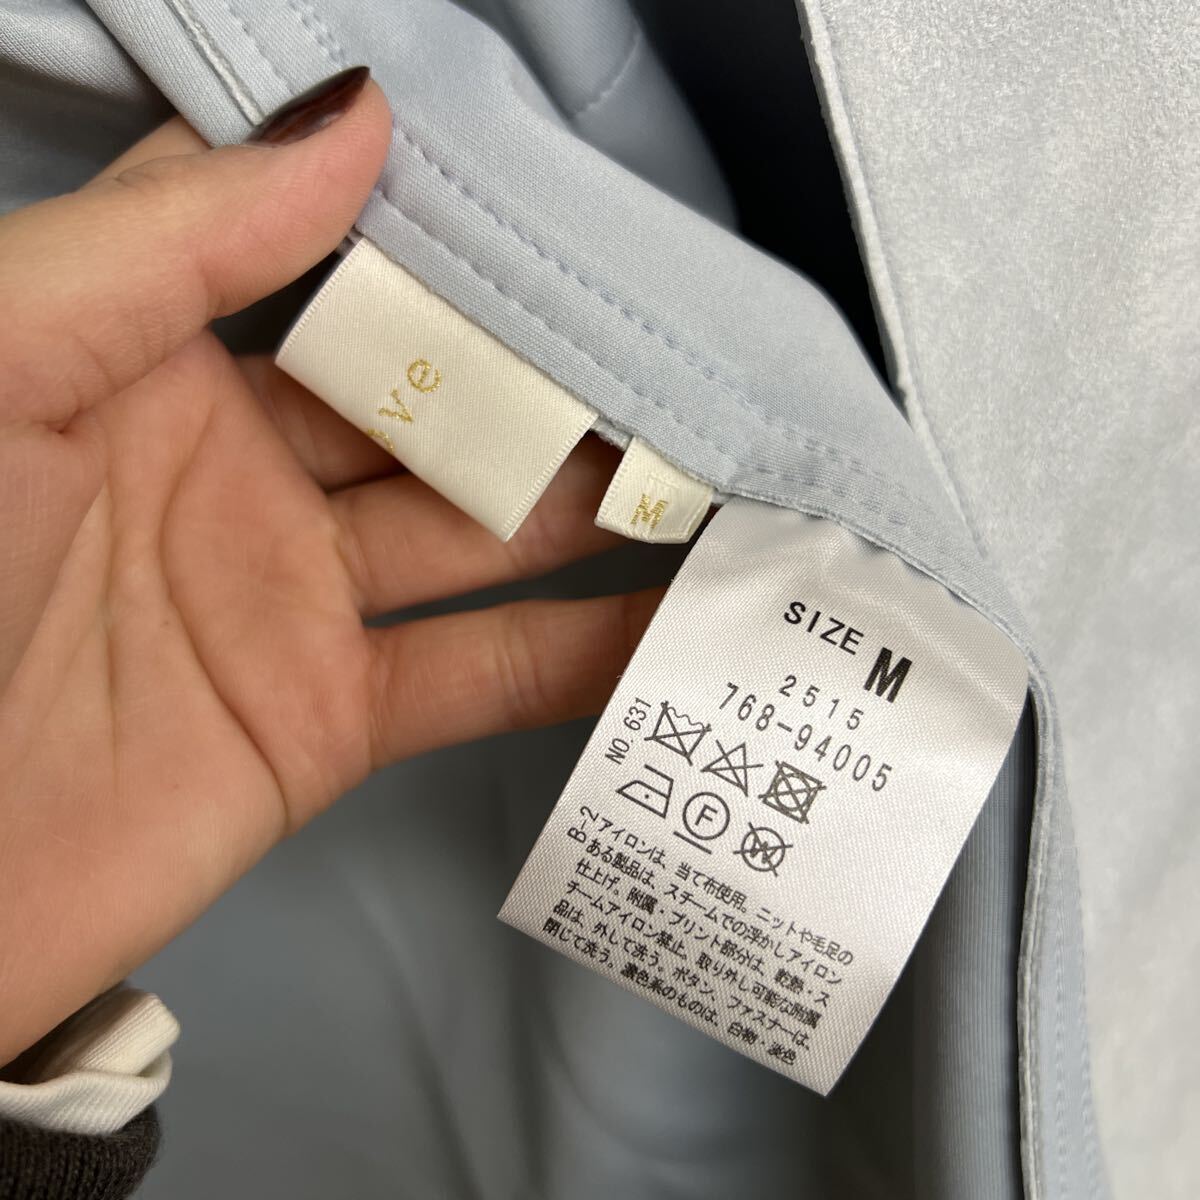 ove
M
SIZE M
2515
768-94005
NO. 631
F
W
B-2 アイロンは、当て布使用。ニットや毛足の
ある製品は、スチームでの浮かしアイロン
仕上げ。附属・プリント部分は、乾熱・ス
チームアイロン禁止。取り外し可能な附属
品は、外して洗う。ボタン、ファスナーは、
閉じて洗う。濃色系のものは、白物・淡色